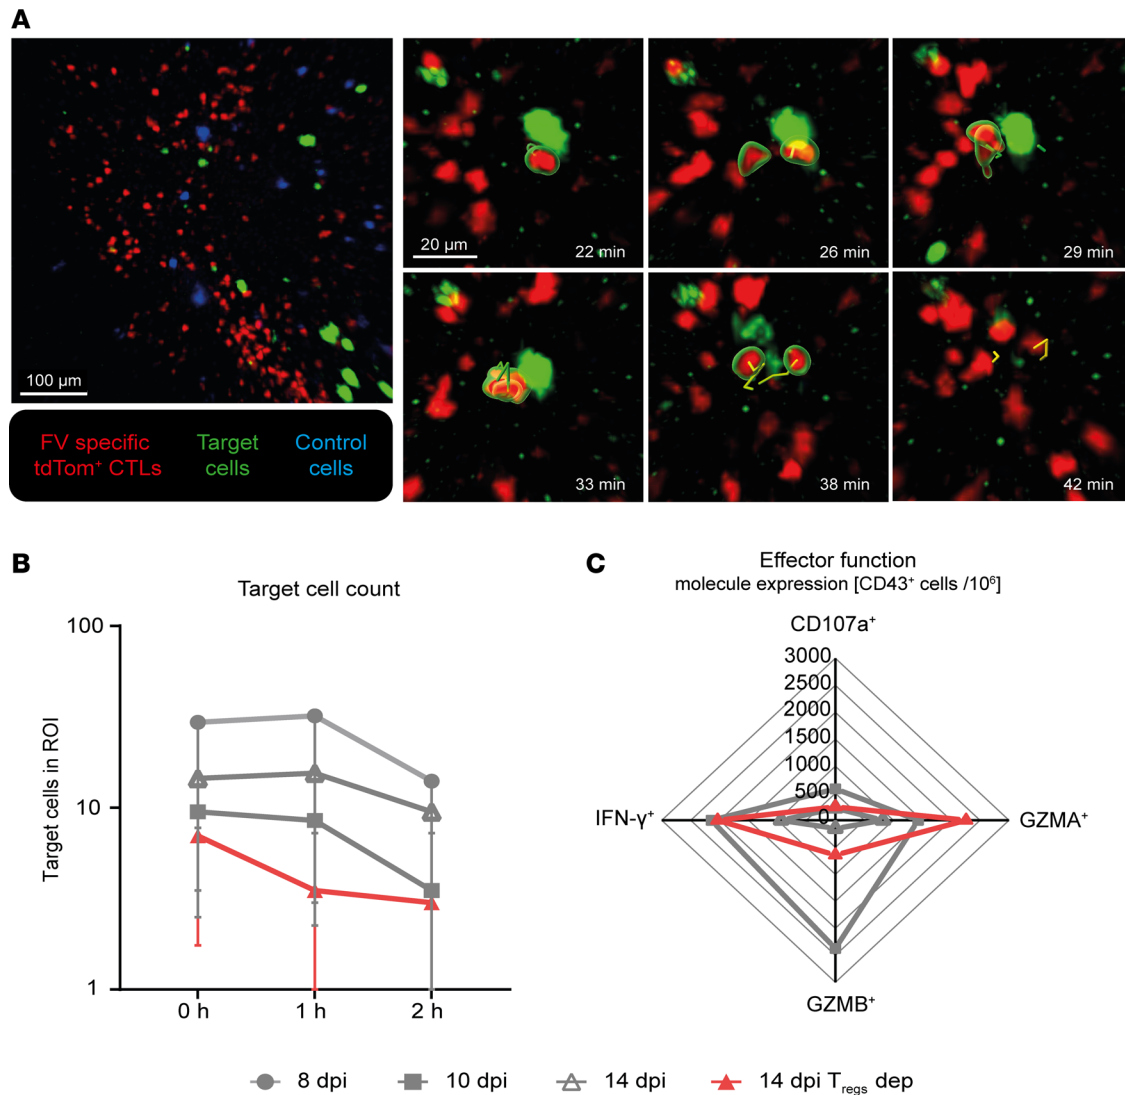 A
100 µm
20 µm
22 min
26 min
29 min
33 min
38 min
42 min
FV specific
tdTom⁺ CTLs
Target
cells
Control
cells
B
Target cell count
Target cells in ROI
100
10
1
0 h
1 h
2 h
C
Effector function
molecule expression [CD43⁺ cells /10⁶]
CD107a⁺
3000
2500
2000
1500
1000
500
0
IFN-γ⁺
GZMA⁺
GZMB⁺
8 dpi
10 dpi
14 dpi
14 dpi Tregs dep